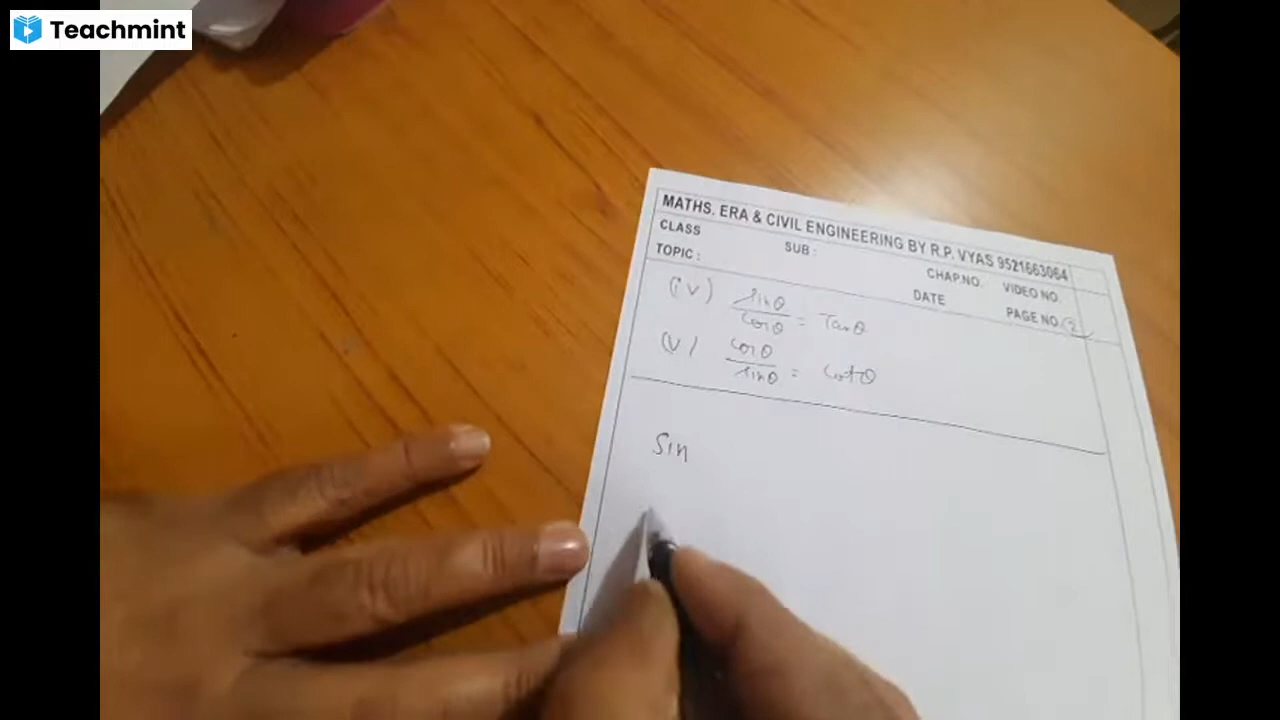 Teachmint
MATHS. ERA & CIVIL ENGINEERING BY R.P. VYAS 9521663064
CLASS SUB : CHAP.NO. VIDEO NO.
TOPIC : DATE PAGE NO. 2
(iv) sinθ/cosθ = Tanθ
(v) cosθ/sinθ = cotθ
Sin